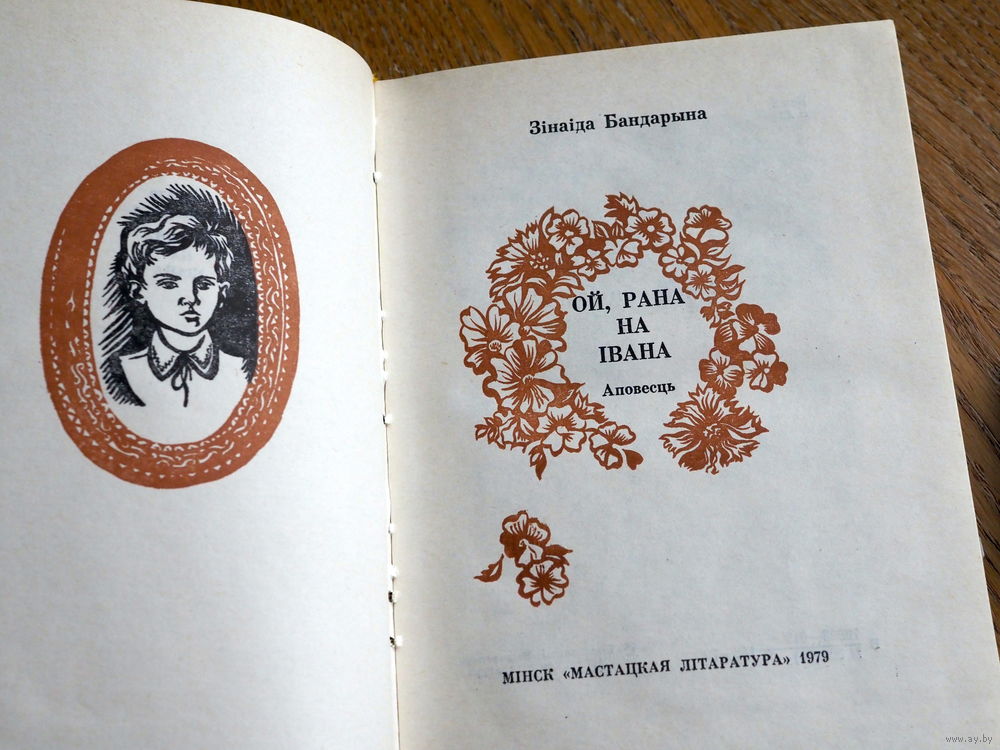 Зінаіда Бандарына
ОЙ, РАНА
НА
ІВАНА
Аповесць
МІНСК «МАСТАЦКАЯ ЛІТАРАТУРА» 1979
www.ay.by